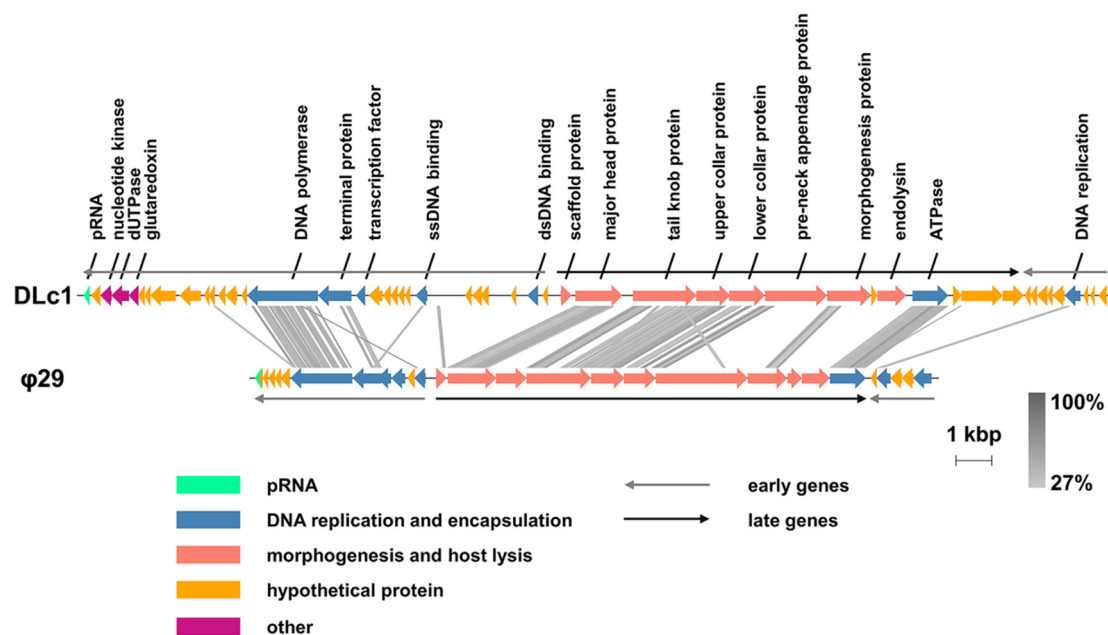 pRNA
nucleotide kinase
dUTPase
glutaredoxin
DNA polymerase
terminal protein
transcription factor
ssDNA binding
dsDNA binding
scaffold protein
major head protein
tail knob protein
upper collar protein
lower collar protein
pre-neck appendage protein
morphogenesis protein
endolysin
ATPase
DNA replication
DLc1
φ29
100%
27%
1 kbp
pRNA
DNA replication and encapsulation
morphogenesis and host lysis
hypothetical protein
other
early genes
late genes